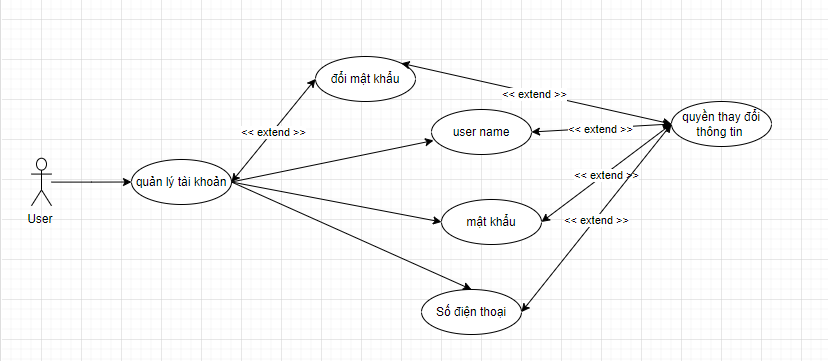 đổi mật khẩu
<< extend >>
quyền thay đổi
thông tin
<< extend >>
user name
<< extend >>
quản lý tài khoản
<< extend >>
User
mật khẩu
<< extend >>
Số điện thoại